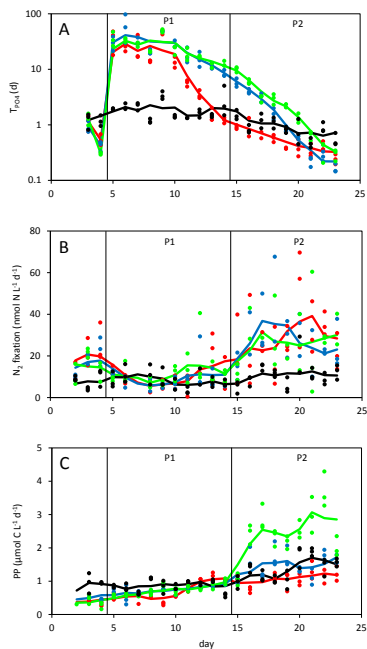 A
P1
P2
T_PO4 (d)
100
10
1
0.1
0 5 10 15 20 25
B
P1
P2
N₂ fixation (nmol N L⁻¹ d⁻¹)
80
60
40
20
0
0 5 10 15 20 25
C
P1
P2
PP (µmol C L⁻¹ d⁻¹)
5
4
3
2
1
0
0 5 10 15 20 25
day